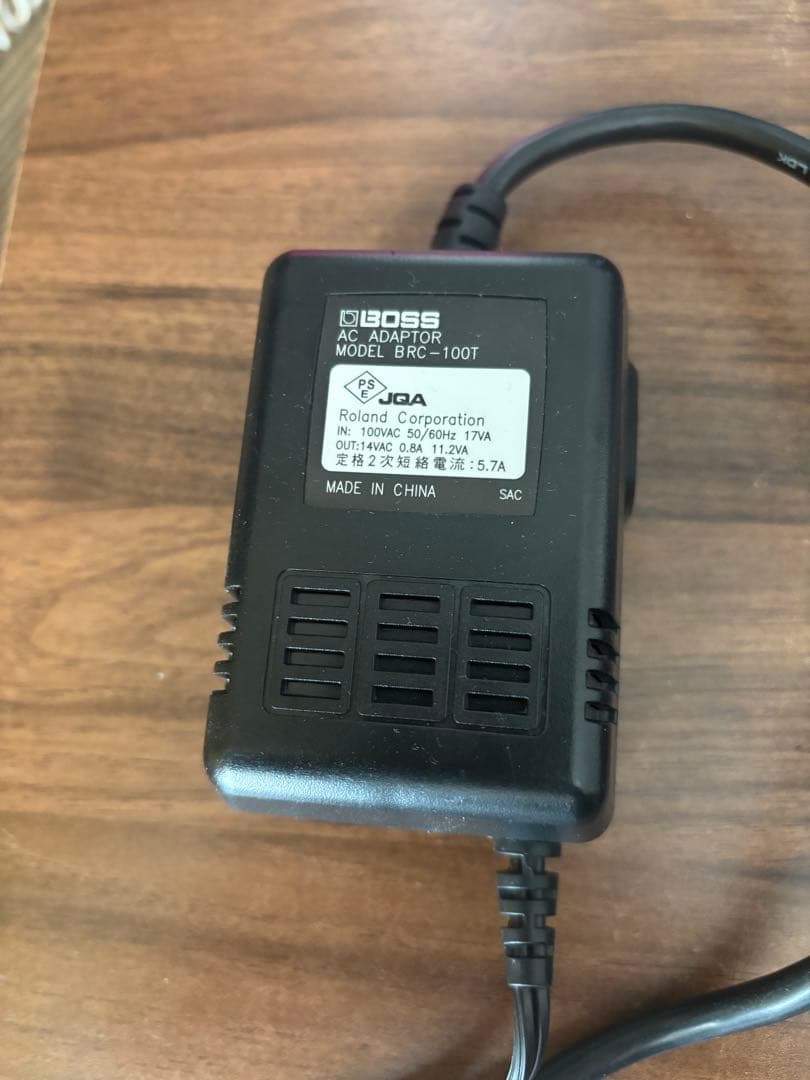 BOSS
AC ADAPTOR
MODEL BRC-100T
PSE JQA
Roland Corporation
IN: 100VAC 50/60Hz 17VA
OUT:14VAC 0.8A 11.2VA
定格2次短絡電流:5.7A
MADE IN CHINA SAC